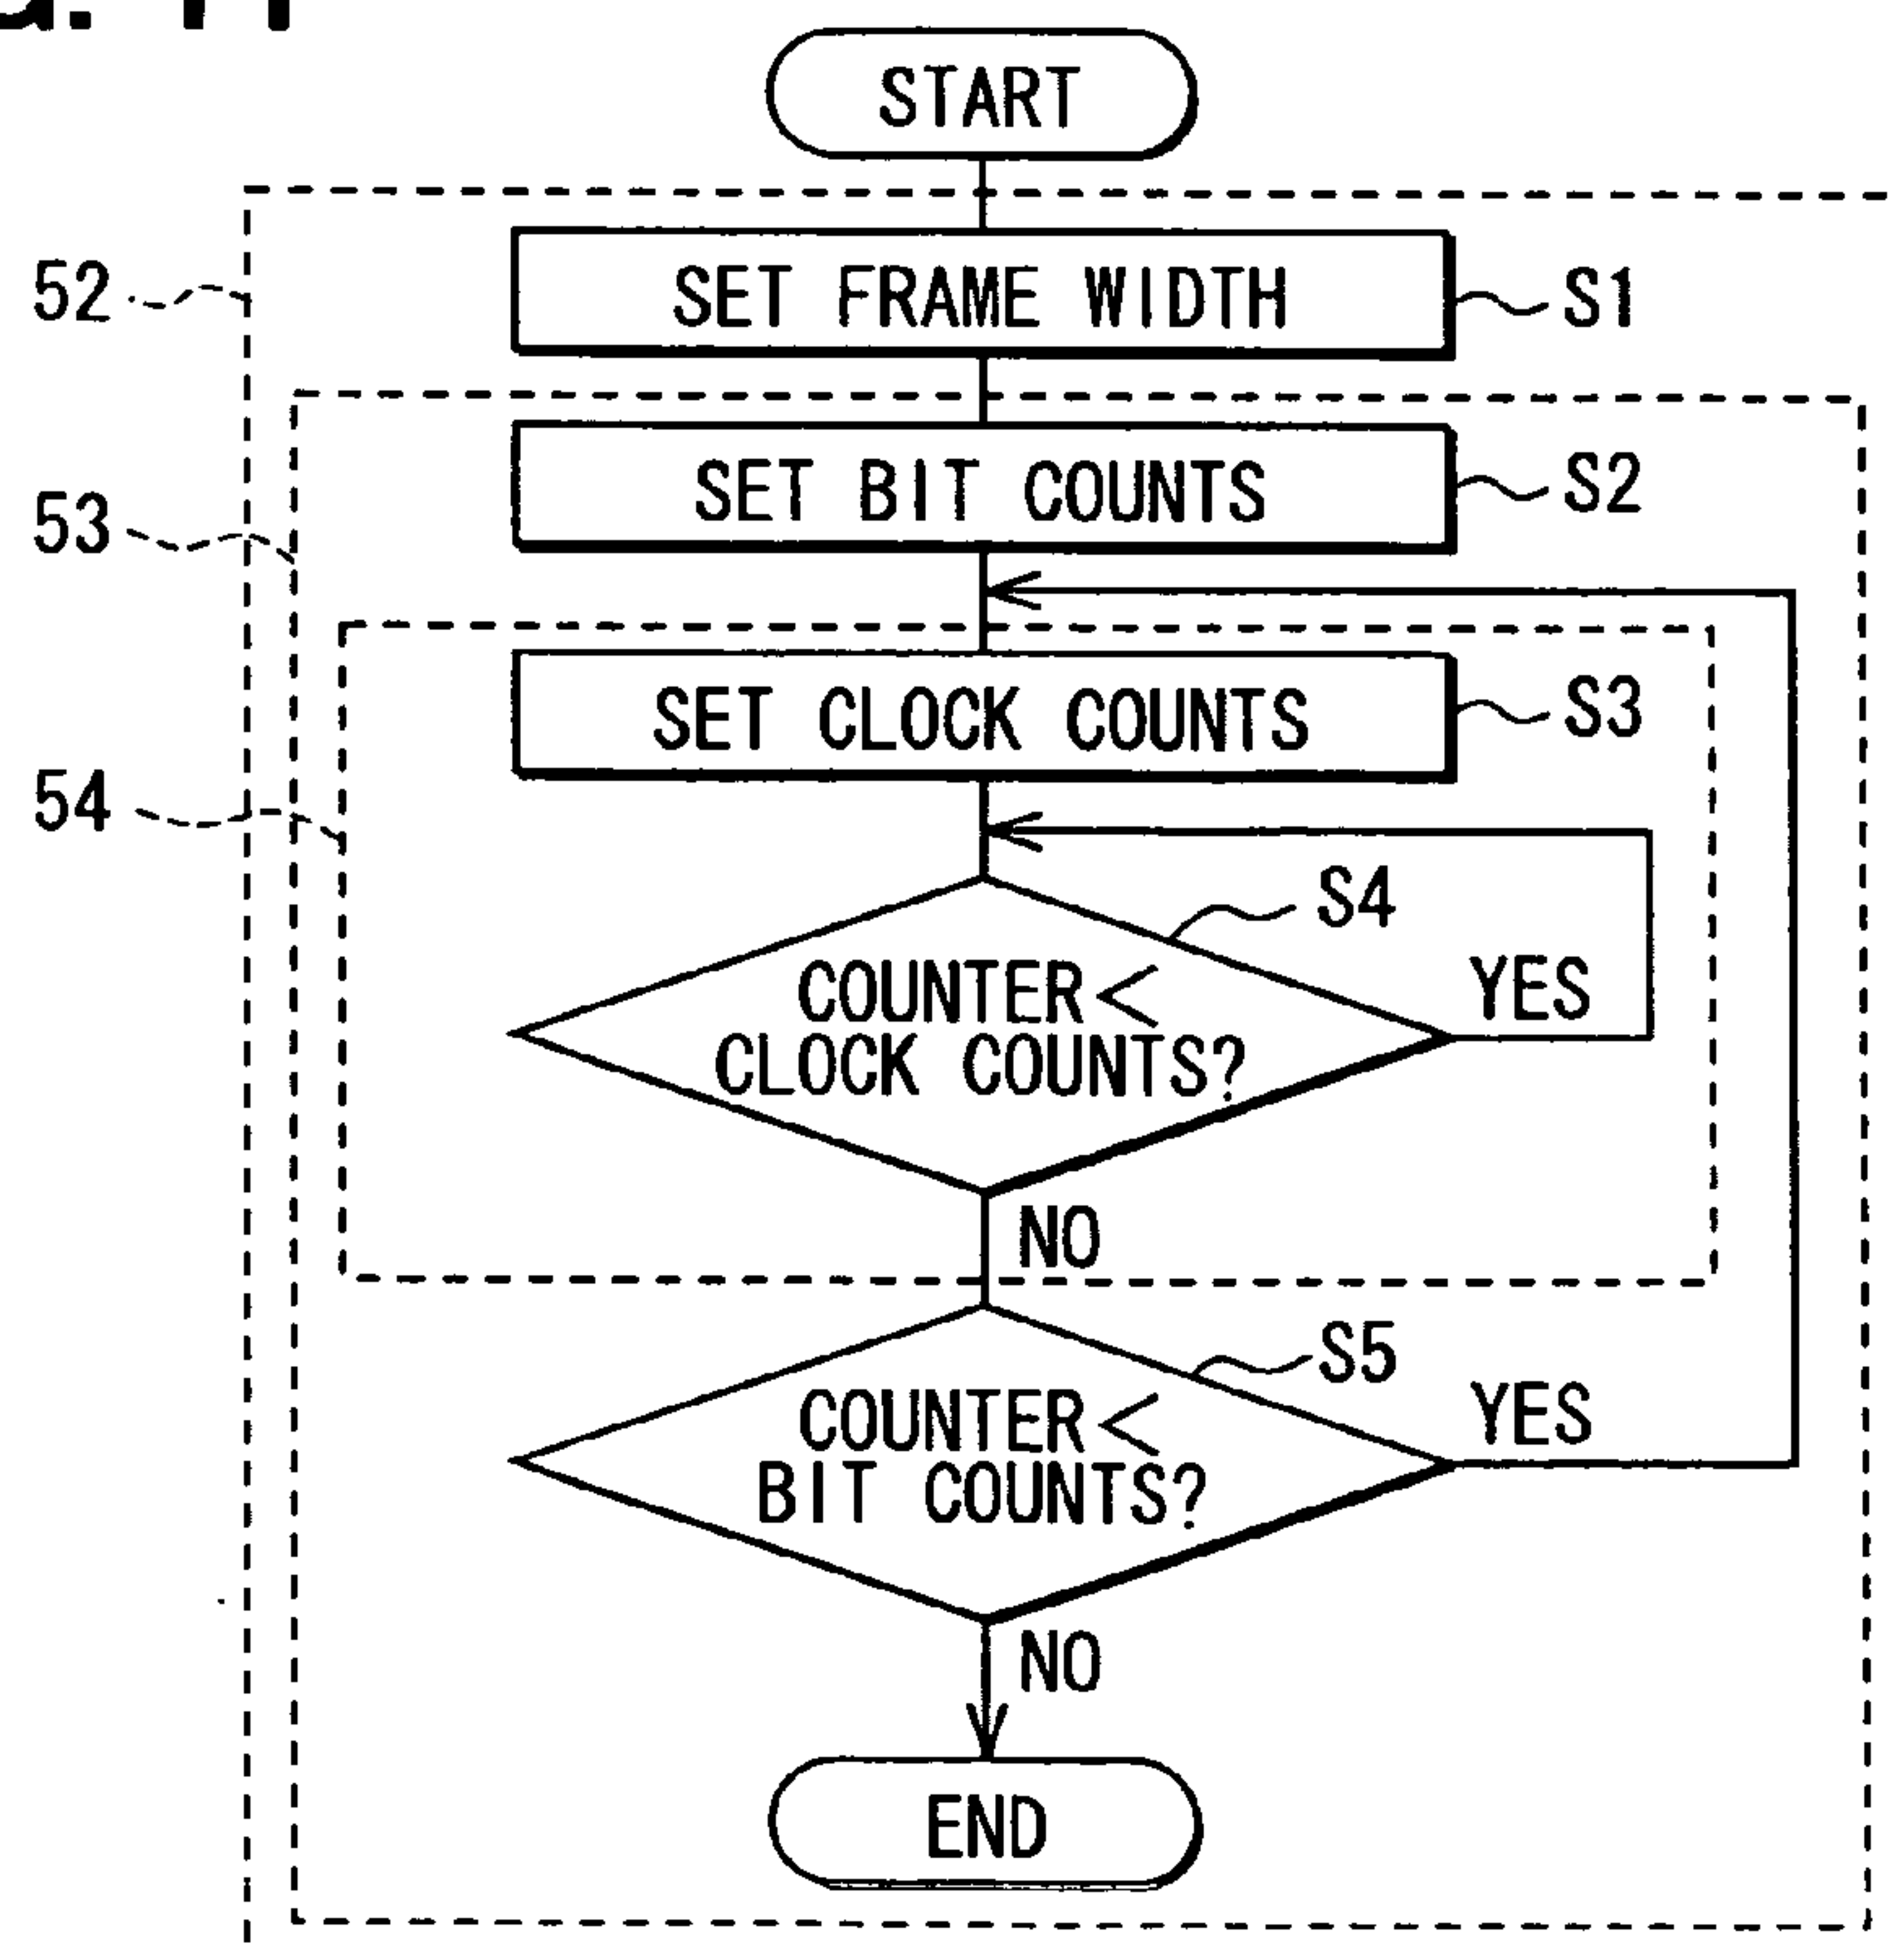 11
START
52
SET FRAME WIDTH
S1
SET BIT COUNTS
S2
53
SET CLOCK COUNTS
S3
54
S4
COUNTER<
CLOCK COUNTS?
YES
NO
S5
COUNTER<
BIT COUNTS?
YES
NO
END